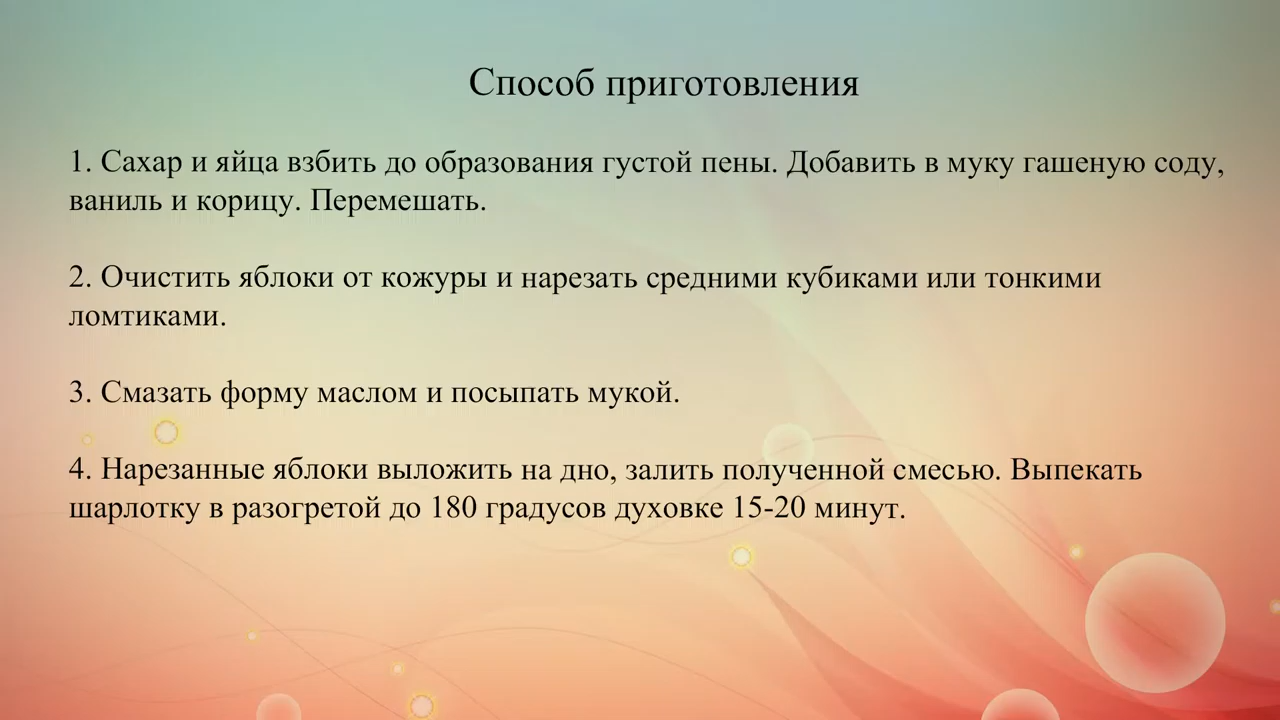 Способ приготовления
1. Сахар и яйца взбить до образования густой пены. Добавить в муку гашеную соду,
ваниль и корицу. Перемешать.
2. Очистить яблоки от кожуры и нарезать средними кубиками или тонкими
ломтиками.
3. Смазать форму маслом и посыпать мукой.
4. Нарезанные яблоки выложить на дно, залить полученной смесью. Выпекать
шарлотку в разогретой до 180 градусов духовке 15-20 минут.